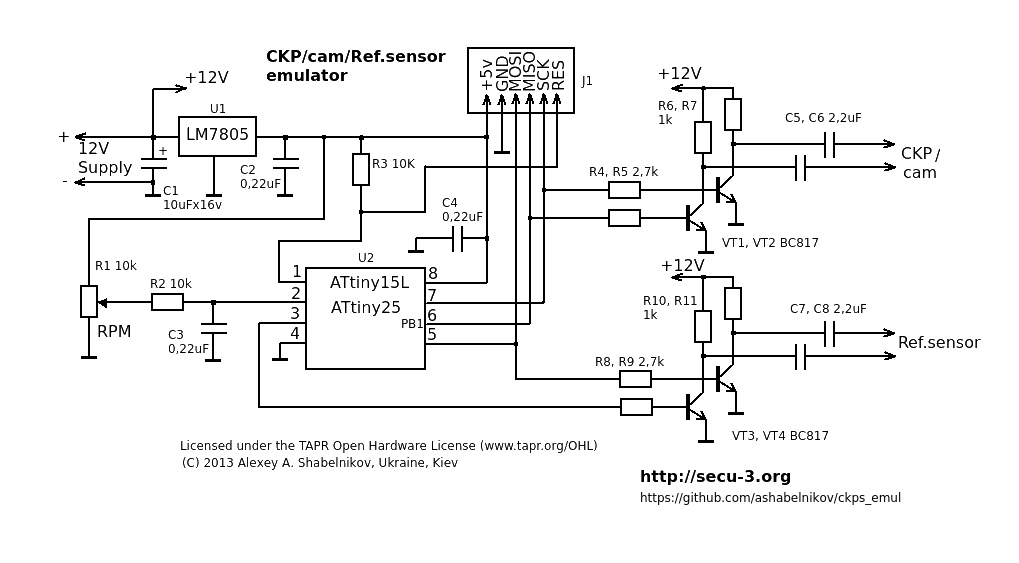 CKP/cam/Ref.sensor
emulator
+12V
U1
LM7805
+
12V
Supply
-
+
C1
10uFx16v
C2
0,22uF
R3 10K
+5v
GND
MOSI
MISO
SCK
RES
J1
C4
0,22uF
R1 10k
RPM
R2 10k
C3
0,22uF
U2
ATtiny15L
ATtiny25
1
2
3
4
8
7
6
5
PB1
+12V
R6, R7
1k
C5, C6 2,2uF
CKP/
cam
R4, R5 2,7k
VT1, VT2 BC817
+12V
R10, R11
1k
C7, C8 2,2uF
Ref.sensor
R8, R9 2,7k
VT3, VT4 BC817
Licensed under the TAPR Open Hardware License (www.tapr.org/OHL)
(C) 2013 Alexey A. Shabelnikov, Ukraine, Kiev
http://secu-3.org
https://github.com/ashabelnikov/ckps_emul